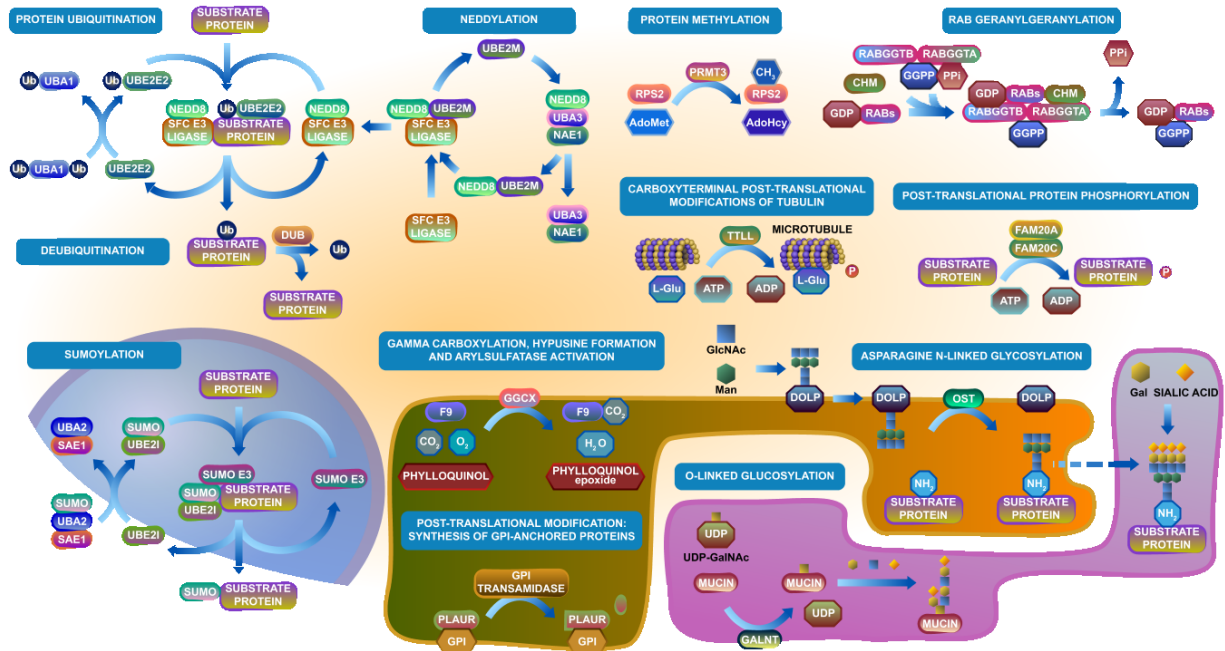 PROTEIN UBIQUITINATION
SUBSTRATE
PROTEIN
Ub UBA1
UBE2E2
Ub
NEDD8
Ub UBE2E2
SFC E3
LIGASE
SUBSTRATE
PROTEIN
NEDD8
SFC E3
LIGASE
Ub UBA1 Ub
UBE2E2
Ub
SUBSTRATE
PROTEIN
DUB
Ub
SUBSTRATE
PROTEIN
DEUBIQUITINATION
NEDDYLATION
UBE2M
NEDD8 UBE2M
SFC E3
LIGASE
NEDD8
UBA3
NAE1
NEDD8 UBE2M
SFC E3
LIGASE
UBA3
NAE1
PROTEIN METHYLATION
PRMT3
CH3
RPS2
RPS2
AdoMet
AdoHcy
RAB GERANYLGERANYLATION
RABGGTB RABGGTA
GGPP PPi
CHM
GDP RABs
GDP RABs CHM
RABGGTB RABGGTA
GGPP
PPi
GDP RABs
GGPP
CARBOXYTERMINAL POST-TRANSLATIONAL
MODIFICATIONS OF TUBULIN
TTLL
MICROTUBULE
L-Glu
ATP
ADP
L-Glu
P
POST-TRANSLATIONAL PROTEIN PHOSPHORYLATION
FAM20A
FAM20C
SUBSTRATE
PROTEIN
SUBSTRATE
PROTEIN
P
ATP
ADP
SUMOYLATION
SUBSTRATE
PROTEIN
UBA2
SAE1
SUMO
UBE2I
SUMO E3
SUMO
UBE2I
SUBSTRATE
PROTEIN
SUMO E3
SUMO
UBA2
SAE1
UBE2I
SUMO
SUBSTRATE
PROTEIN
GAMMA CARBOXYLATION, HYPUSINE FORMATION
AND ARYLSULFATASE ACTIVATION
GGCX
F9
F9 CO2
CO2 O2
H2O
PHYLLOQUINOL
PHYLLOQUINOL
epoxide
POST-TRANSLATIONAL MODIFICATION:
SYNTHESIS OF GPI-ANCHORED PROTEINS
GPI
TRANSAMIDASE
PLAUR
GPI
PLAUR
GPI
GlcNAc
Man
DOLP
ASPARAGINE N-LINKED GLYCOSYLATION
DOLP
OST
DOLP
NH2
SUBSTRATE
PROTEIN
NH2
SUBSTRATE
PROTEIN
Gal SIALIC ACID
NH2
SUBSTRATE
PROTEIN
O-LINKED GLUCOSYLATION
UDP
UDP-GalNAc
MUCIN
MUCIN
UDP
GALNT
MUCIN